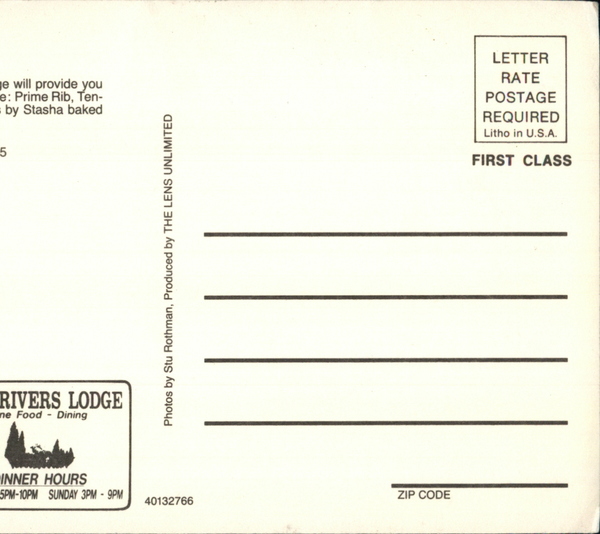 ge will provide you
e: Prime Rib, Ten-
s by Stasha baked
5
LETTER
RATE
POSTAGE
REQUIRED
Litho in U.S.A.
FIRST CLASS
Photos by Stu Rothman, Produced by THE LENS UNLIMITED
RIVERS LODGE
ne Food - Dining
DINNER HOURS
5PM-10PM SUNDAY 3PM - 9PM
40132766
ZIP CODE